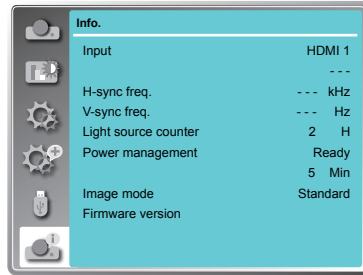 Info.
Input HDMI 1
- - -
H-sync freq. - - - kHz
V-sync freq. - - - Hz
Light source counter 2 H
Power management Ready
5 Min
Image mode Standard
Firmware version